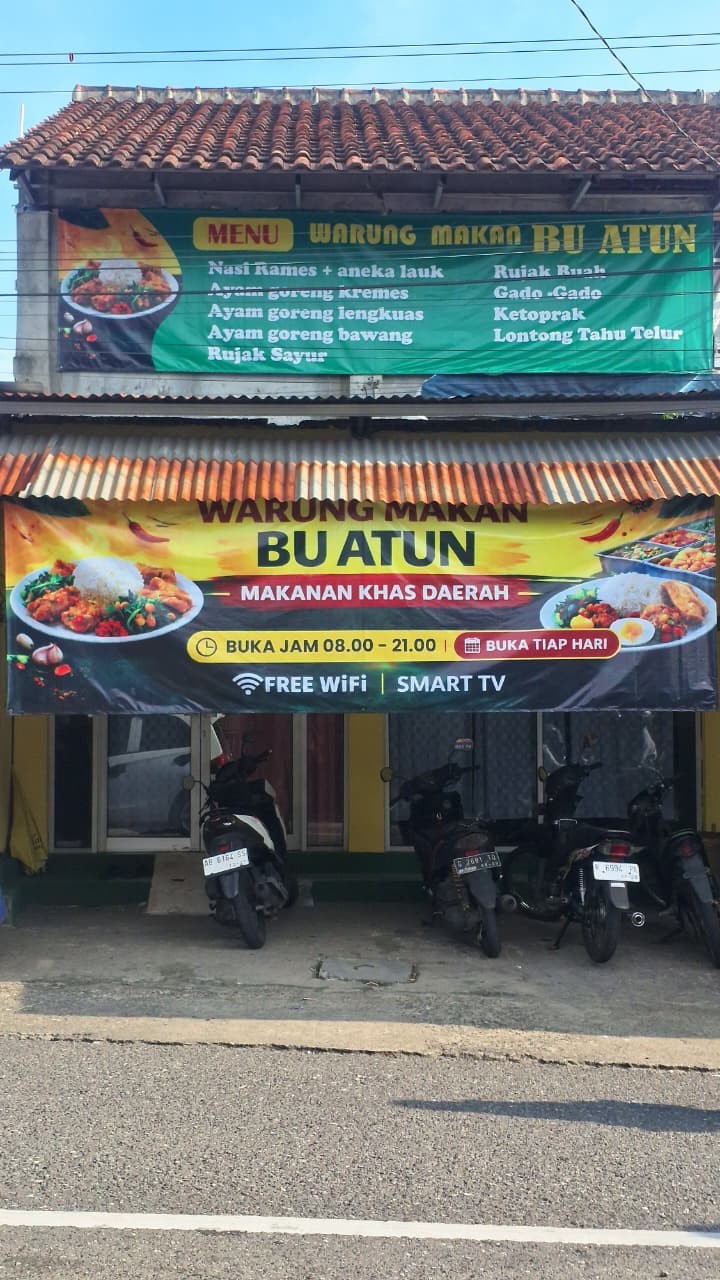 MENU WARUNG MAKAN BU ATUN
Nasi Rames + aneka lauk
Ayam goreng kremes
Ayam goreng lengkuas
Ayam goreng bawang
Rujak Sayur
Rujak Buah
Gado -Gado
Ketoprak
Lontong Tahu Telur
WARUNG MAKAN
BU ATUN
MAKANAN KHAS DAERAH
BUKA JAM 08.00 - 21.00 BUKA TIAP HARI
FREE WiFi | SMART TV